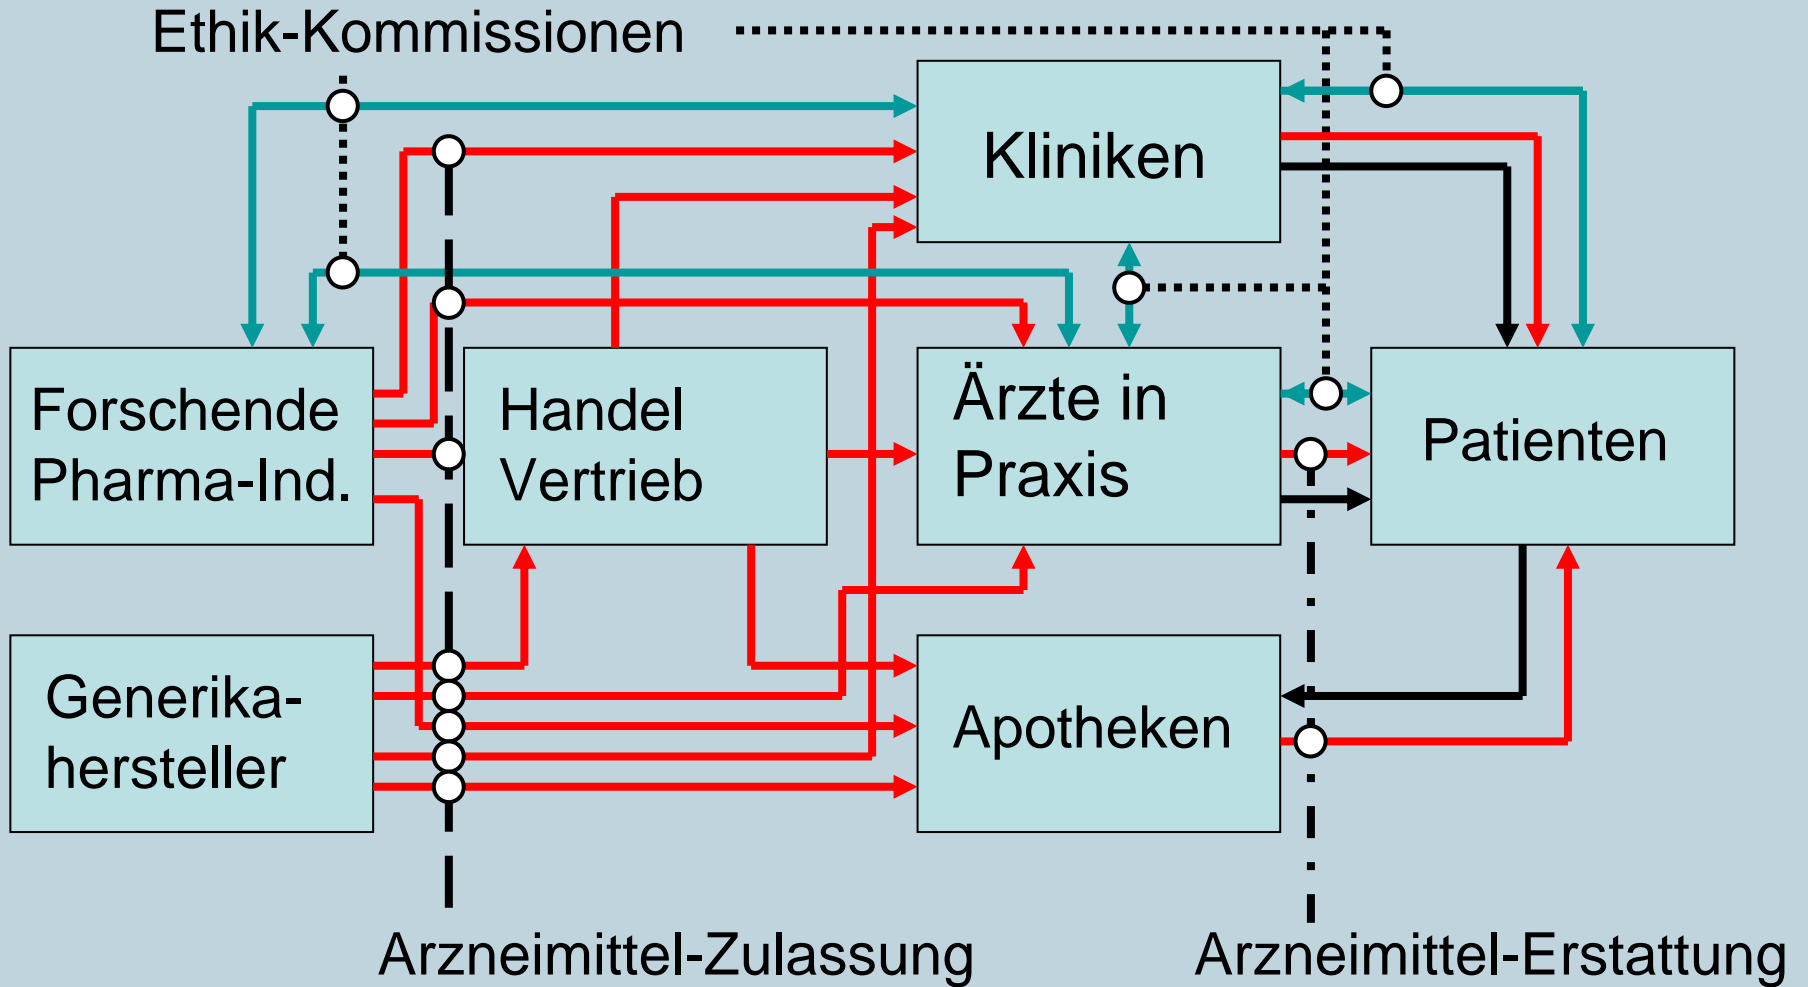 Ethik-Kommissionen
Kliniken
Forschende
Pharma-Ind.
Handel
Vertrieb
Ärzte in
Praxis
Patienten
Generika-
hersteller
Apotheken
Arzneimittel-Zulassung
Arzneimittel-Erstattung